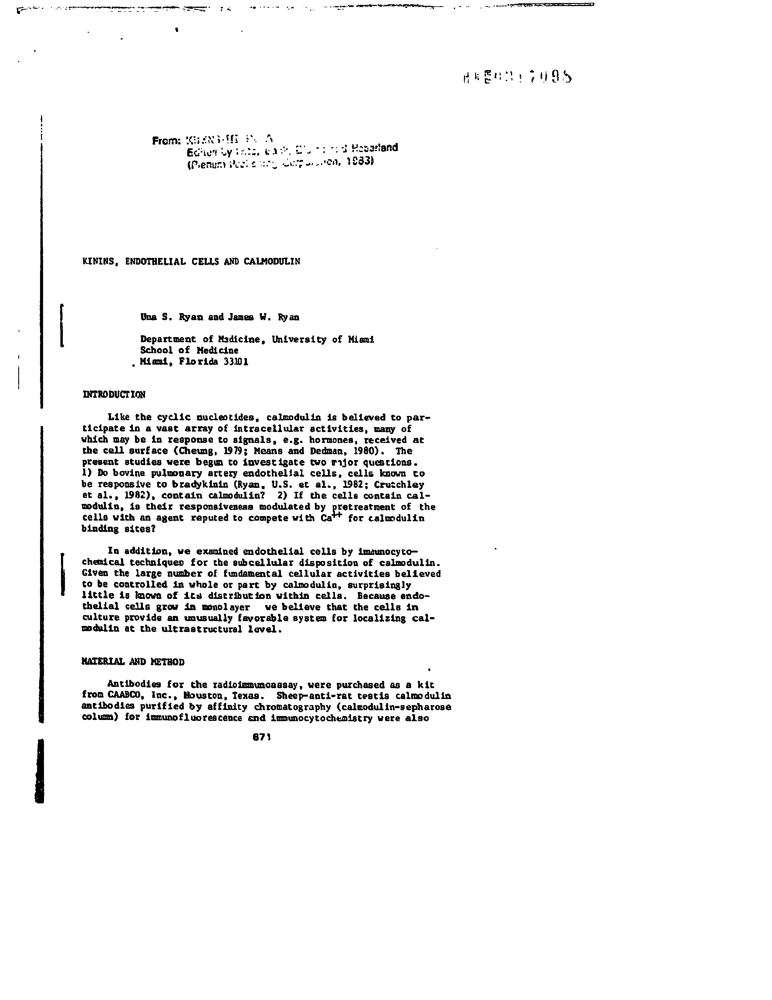 From:
Edited by Haberland
(Plenum Corporation, 1983)
KININS, ENDOTHELIAL CELLS AND CALMODULIN
Una S. Ryan and James W. Ryan
Department of Medicine, University of Miami
School of Medicine
Miami, Florida 33101
INTRODUCTION
Like the cyclic nucleotides, calmodulin is believed to par-
ticipate in a vast array of intracellular activities, many of
which may be in response to signals, e.g. hormones, received at
the cell surface (Cheung, 1979; Means and Dedman, 1980). The
present studies were begun to investigate two major questions.
1) Do bovine pulmonary artery endothelial cells, cells known to
be responsive to bradykinin (Ryan, U.S. et al., 1982; Crutchley
et al., 1982), contain calmodulin? 2) If the cells contain cal-
modulin, is their responsiveness modulated by pretreatment of the
cells with an agent reputed to compete with Ca++ for calmodulin
binding sites?
In addition, we examined endothelial cells by immunocyto-
chemical techniques for the subcellular disposition of calmodulin.
Given the large number of fundamental cellular activities believed
to be controlled in whole or part by calmodulin, surprisingly
little is known of its distribution within cells. Because endo-
thelial cells grow in monolayer we believe that the cells in
culture provide an unusually favorable system for localizing cal-
modulin at the ultrastructural level.
MATERIAL AND METHOD
Antibodies for the radioimmunoassay, were purchased as a kit
from CAABCO, Inc., Houston, Texas. Sheep-anti-rat testis calmodulin
antibodies purified by affinity chromatography (calmodulin-sepharose
column) for immunofluorescence and immunocytochemistry were also
671